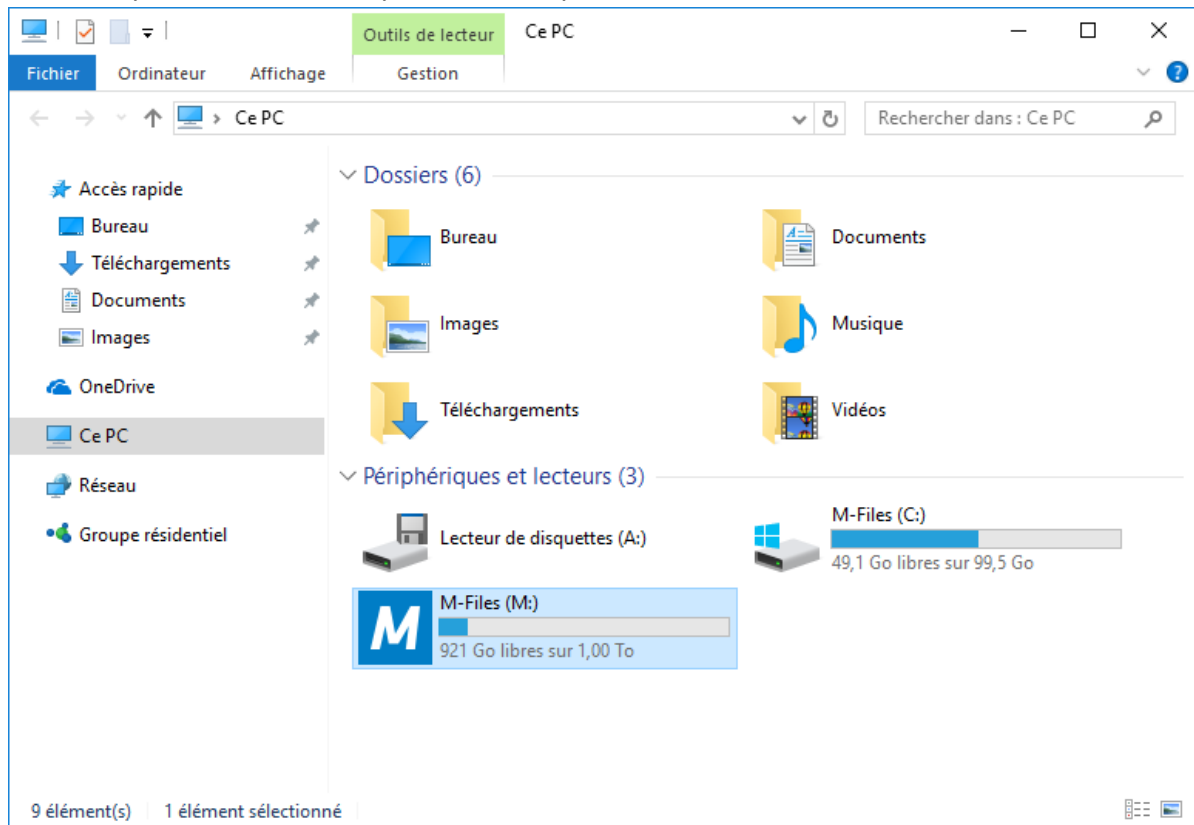 Outils de lecteur
Ce PC
Fichier
Ordinateur
Affichage
Gestion
Ce PC
Rechercher dans : Ce PC
Accès rapide
Bureau
Téléchargements
Documents
Images
OneDrive
Ce PC
Réseau
Groupe résidentiel
Dossiers (6)
Bureau
Documents
Images
Musique
Téléchargements
Vidéos
Périphériques et lecteurs (3)
Lecteur de disquettes (A:)
M-Files (C:)
49,1 Go libres sur 99,5 Go
M
M-Files (M:)
921 Go libres sur 1,00 To
9 élément(s)
1 élément sélectionné